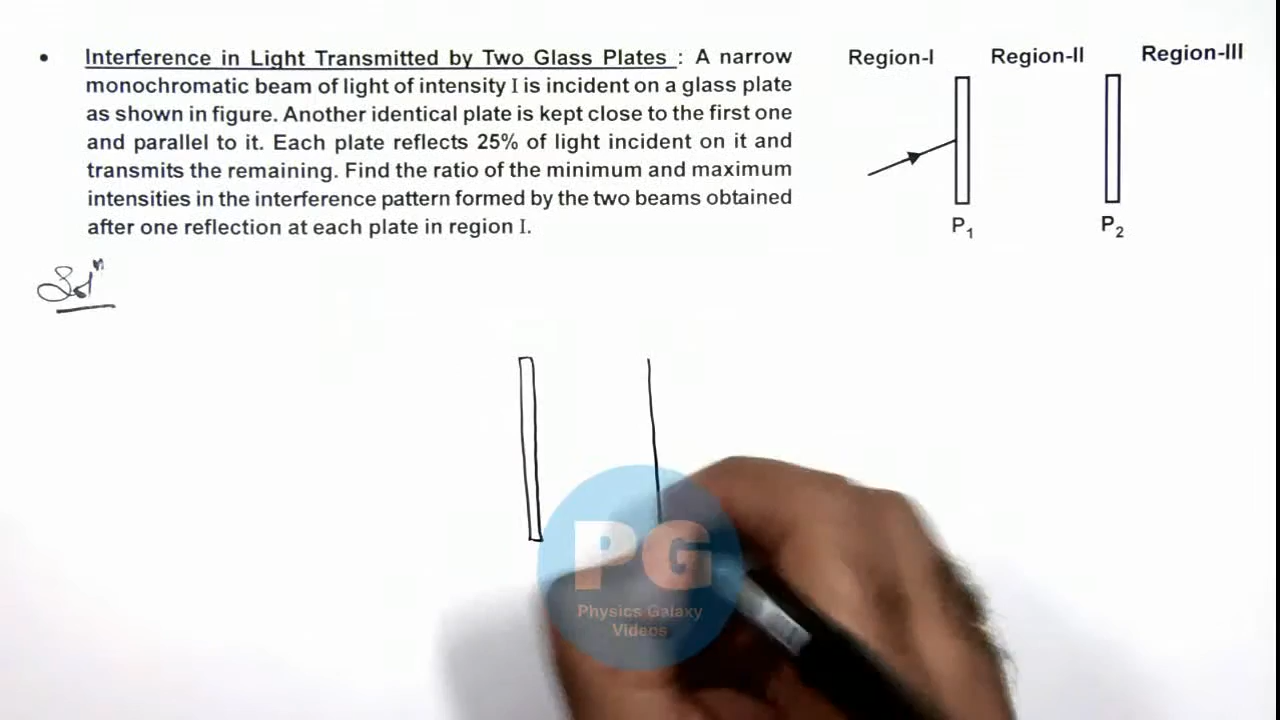 • Interference in Light Transmitted by Two Glass Plates : A narrow
monochromatic beam of light of intensity I is incident on a glass plate
as shown in figure. Another identical plate is kept close to the first one
and parallel to it. Each plate reflects 25% of light incident on it and
transmits the remaining. Find the ratio of the minimum and maximum
intensities in the interference pattern formed by the two beams obtained
after one reflection at each plate in region I.
Region-I Region-II Region-III
P₁ P₂
Solⁿ
PG
Physics Galaxy
Videos